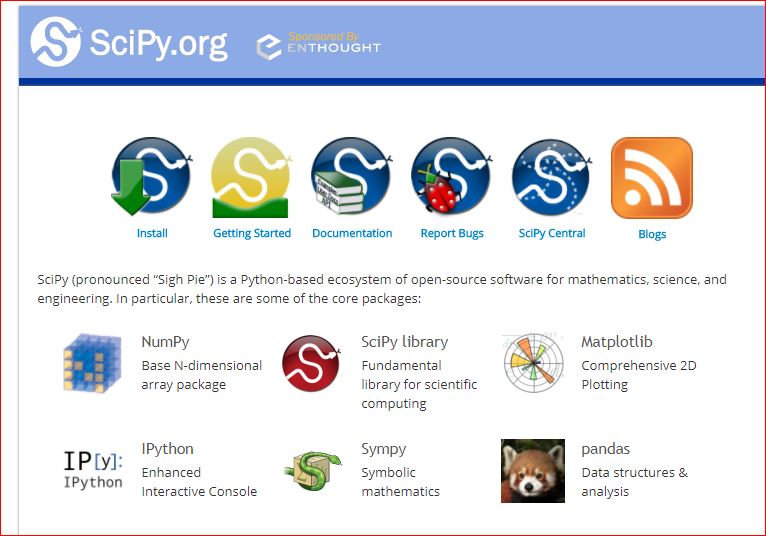 SciPy.org
Sponsored By
ENTHOUGHT
Install
Getting Started
Documentation
Report Bugs
SciPy Central
Blogs
SciPy (pronounced “Sigh Pie”) is a Python-based ecosystem of open-source software for mathematics, science, and
engineering. In particular, these are some of the core packages:
NumPy
Base N-dimensional
array package
SciPy library
Fundamental
library for scientific
computing
Matplotlib
Comprehensive 2D
Plotting
IP[y]:
IPython
IPython
Enhanced
Interactive Console
Sympy
Symbolic
mathematics
pandas
Data structures &
analysis